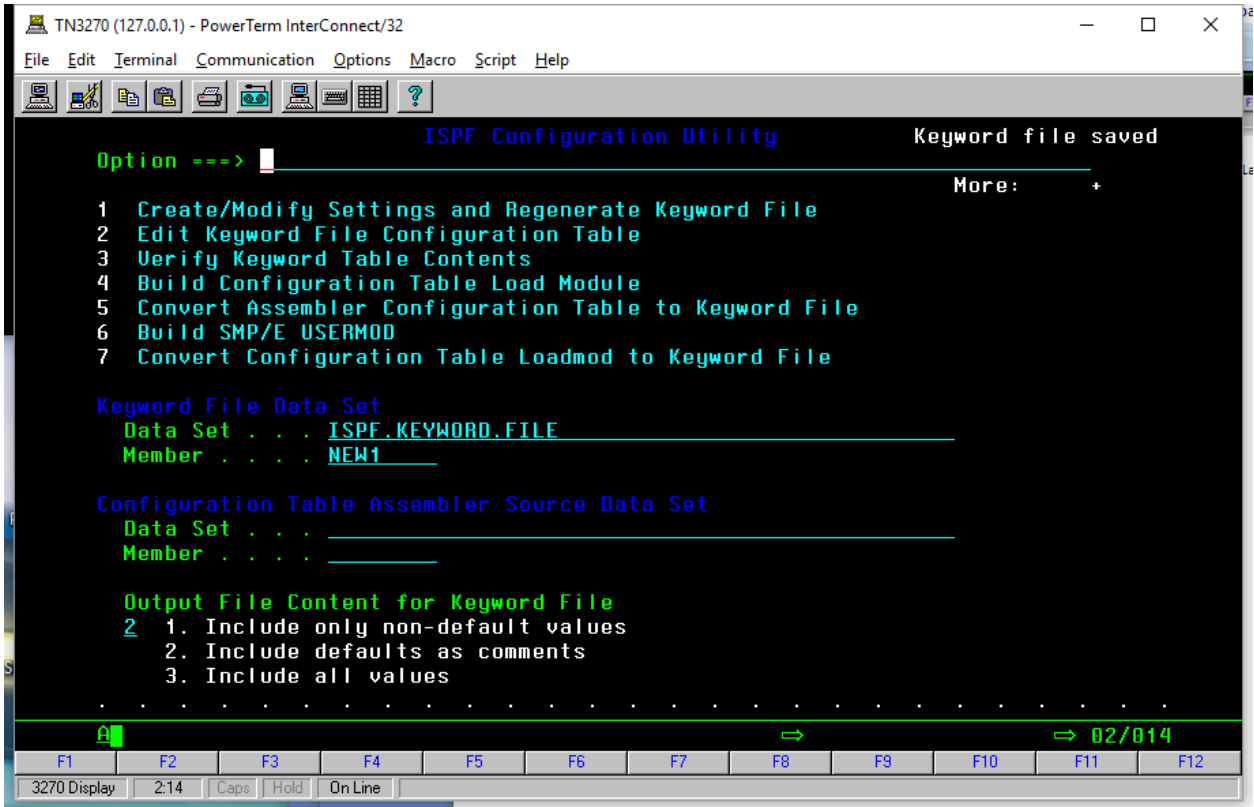 TN3270 (127.0.0.1) - PowerTerm InterConnect/32
File Edit Terminal Communication Options Macro Script Help
ISPF Configuration Utility Keyword file saved
Option ===>
More: +
1 Create/Modify Settings and Regenerate Keyword File
2 Edit Keyword File Configuration Table
3 Verify Keyword Table Contents
4 Build Configuration Table Load Module
5 Convert Assembler Configuration Table to Keyword File
6 Build SMP/E USERMOD
7 Convert Configuration Table Loadmod to Keyword File
Keyword File Data Set
Data Set . . . ISPF.KEYWORD.FILE
Member . . . . NEW1
Configuration Table Assembler Source Data Set
Data Set . . .
Member . . . .
Output File Content for Keyword File
2 1. Include only non-default values
2. Include defaults as comments
3. Include all values
. . . . . . . . . . . . . . . . . . . . . . . . . . .
A ⇨ ⇨ 02/014
F1 F2 F3 F4 F5 F6 F7 F8 F9 F10 F11 F12
3270 Display 2:14 Caps Hold On Line